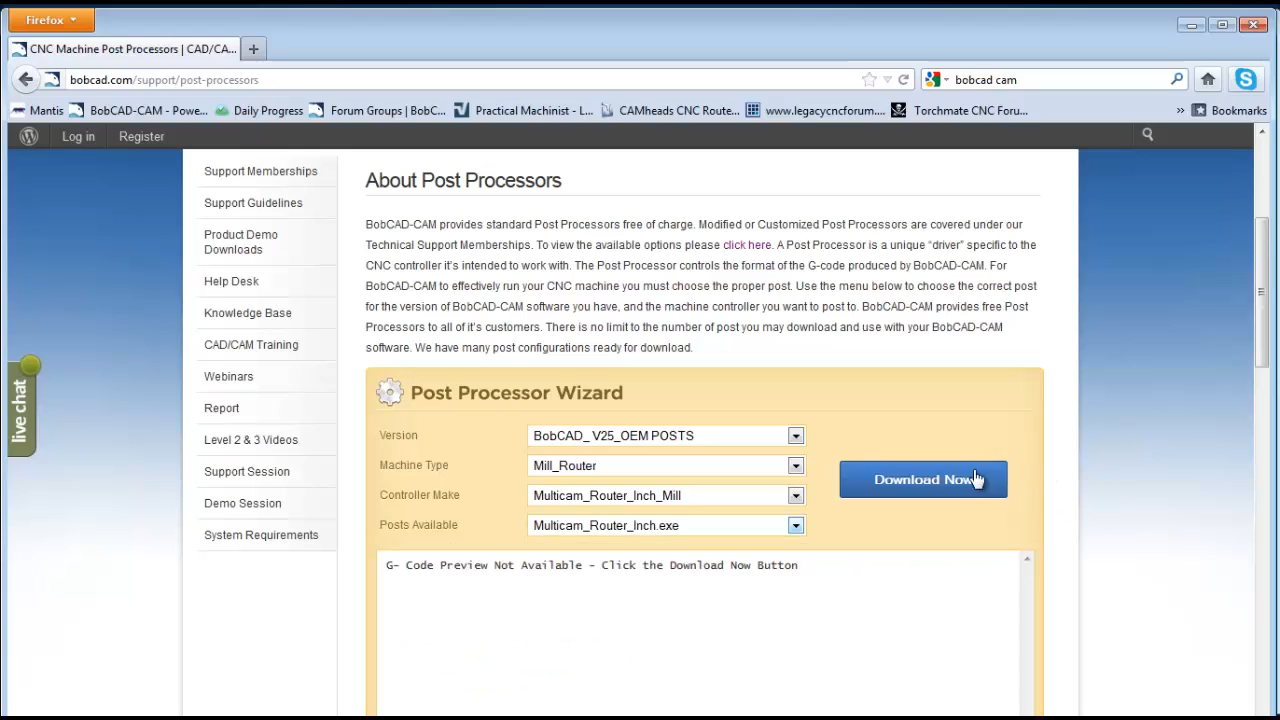 Firefox
CNC Machine Post Processors | CAD/CA...
bobcad.com/support/post-processors
bobcad cam
Mantis
BobCAD-CAM - Powe...
Daily Progress
Forum Groups | BobC...
Practical Machinist - L...
CAMheads CNC Route...
www.legacycncforum....
Torchmate CNC Foru...
»
Bookmarks
Log in
Register
Support Memberships
Support Guidelines
Product Demo
Downloads
Help Desk
Knowledge Base
CAD/CAM Training
Webinars
Report
Level 2 & 3 Videos
Support Session
Demo Session
System Requirements
live chat
About Post Processors
BobCAD-CAM provides standard Post Processors free of charge. Modified or Customized Post Processors are covered under our
Technical Support Memberships. To view the available options please click here. A Post Processor is a unique “driver” specific to the
CNC controller it’s intended to work with. The Post Processor controls the format of the G-code produced by BobCAD-CAM. For
BobCAD-CAM to effectively run your CNC machine you must choose the proper post. Use the menu below to choose the correct post
for the version of BobCAD-CAM software you have, and the machine controller you want to post to. BobCAD-CAM provides free Post
Processors to all of it’s customers. There is no limit to the number of post you may download and use with your BobCAD-CAM
software. We have many post configurations ready for download.
Post Processor Wizard
Version
BobCAD_ V25_OEM POSTS
Machine Type
Mill_Router
Controller Make
Multicam_Router_Inch_Mill
Posts Available
Multicam_Router_Inch.exe
Download Now
G- Code Preview Not Available - Click the Download Now Button